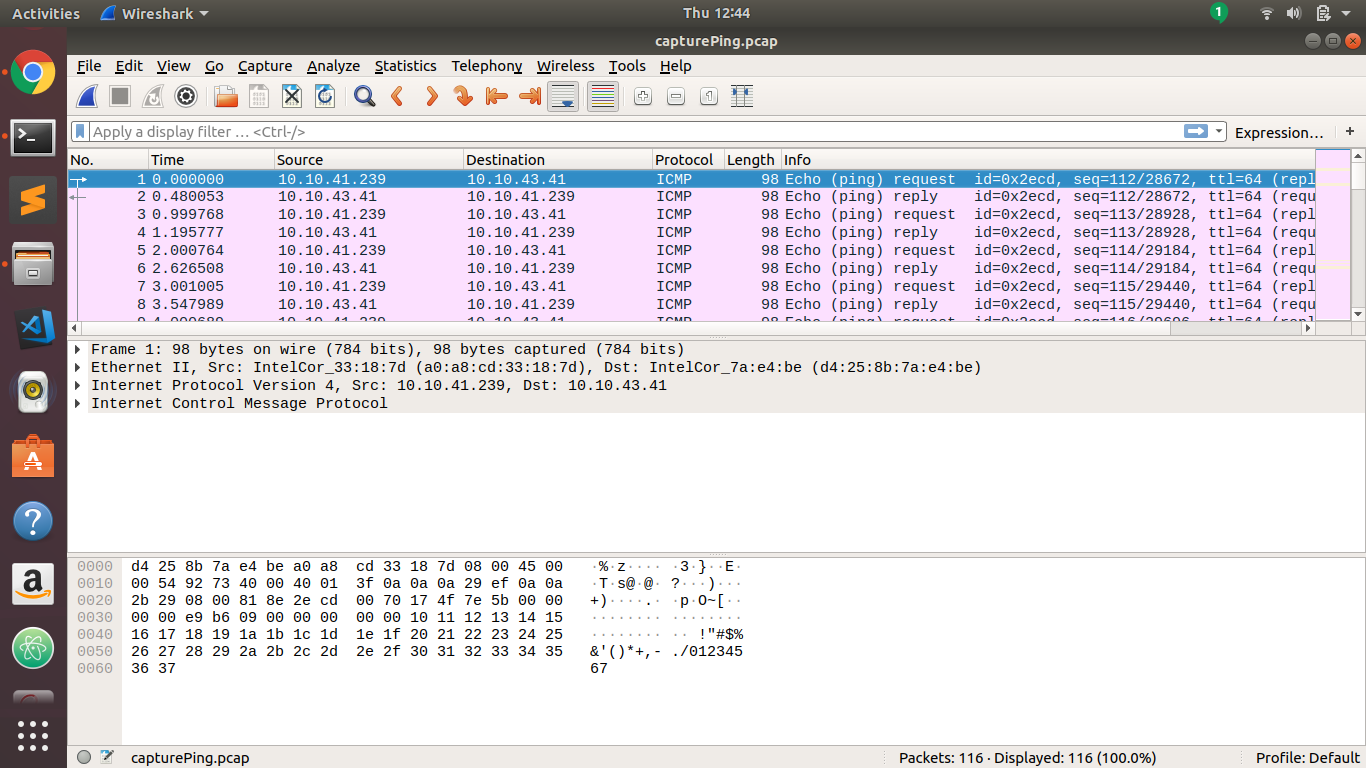 Activities Wireshark Thu 12:44 1
capturePing.pcap
File Edit View Go Capture Analyze Statistics Telephony Wireless Tools Help
Apply a display filter … <Ctrl-/> Expression… +
No. Time Source Destination Protocol Length Info
1 0.000000 10.10.41.239 10.10.43.41 ICMP 98 Echo (ping) request id=0x2ecd, seq=112/28672, ttl=64 (repl
2 0.480053 10.10.43.41 10.10.41.239 ICMP 98 Echo (ping) reply id=0x2ecd, seq=112/28672, ttl=64 (requ
3 0.999768 10.10.41.239 10.10.43.41 ICMP 98 Echo (ping) request id=0x2ecd, seq=113/28928, ttl=64 (repl
4 1.195777 10.10.43.41 10.10.41.239 ICMP 98 Echo (ping) reply id=0x2ecd, seq=113/28928, ttl=64 (requ
5 2.000764 10.10.41.239 10.10.43.41 ICMP 98 Echo (ping) request id=0x2ecd, seq=114/29184, ttl=64 (repl
6 2.626508 10.10.43.41 10.10.41.239 ICMP 98 Echo (ping) reply id=0x2ecd, seq=114/29184, ttl=64 (requ
7 3.001005 10.10.41.239 10.10.43.41 ICMP 98 Echo (ping) request id=0x2ecd, seq=115/29440, ttl=64 (repl
8 3.547989 10.10.43.41 10.10.41.239 ICMP 98 Echo (ping) reply id=0x2ecd, seq=115/29440, ttl=64 (requ
Frame 1: 98 bytes on wire (784 bits), 98 bytes captured (784 bits)
Ethernet II, Src: IntelCor_33:18:7d (a0:a8:cd:33:18:7d), Dst: IntelCor_7a:e4:be (d4:25:8b:7a:e4:be)
Internet Protocol Version 4, Src: 10.10.41.239, Dst: 10.10.43.41
Internet Control Message Protocol
0000 d4 25 8b 7a e4 be a0 a8 cd 33 18 7d 08 00 45 00 ·%·z···· ·3·}··E·
0010 00 54 92 73 40 00 40 01 3f 0a 0a 0a 29 ef 0a 0a ·T·s@·@· ?···)···
0020 2b 29 08 00 81 8e 2e cd 00 70 17 4f 7e 5b 00 00 +)····.· ·p·O~[··
0030 00 00 e9 b6 09 00 00 00 00 00 10 11 12 13 14 15 ········ ········
0040 16 17 18 19 1a 1b 1c 1d 1e 1f 20 21 22 23 24 25 ········ ·· !"#$%
0050 26 27 28 29 2a 2b 2c 2d 2e 2f 30 31 32 33 34 35 &'()*+,- ./012345
0060 36 37 67
capturePing.pcap Packets: 116 · Displayed: 116 (100.0%) Profile: Default